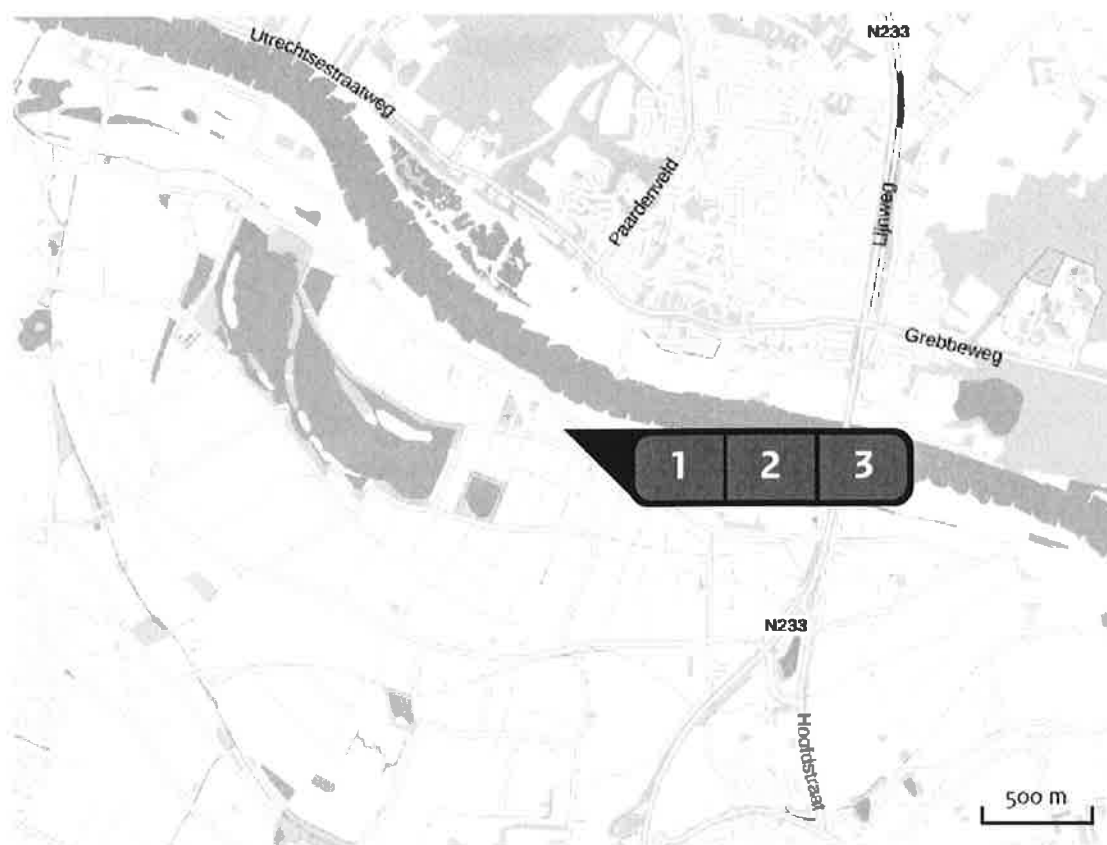 N233
Utrechtsestraatweg
Paardenveld
Lijnweg
Grebbeweg
1 2 3
N233
Hoofdstraat
500 m